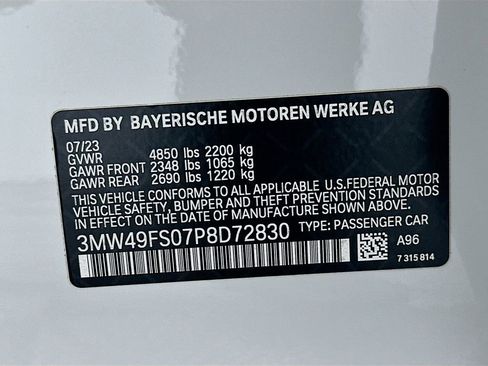 MFD BY BAYERISCHE MOTOREN WERKE AG
07/23
GVWR 4850 lbs 2200 kg
GAWR FRONT 2348 lbs 1065 kg
GAWR REAR 2690 lbs 1220 kg
THIS VEHICLE CONFORMS TO ALL APPLICABLE U.S.FEDERAL MOTOR
VEHICLE SAFETY, BUMPER, AND THEFT PREVENTION STANDARDS
IN EFFECT ON THE DATE OF MANUFACTURE SHOWN ABOVE.
3MW49FS07P8D72830 TYPE: PASSENGER CAR
A96
7 315 814